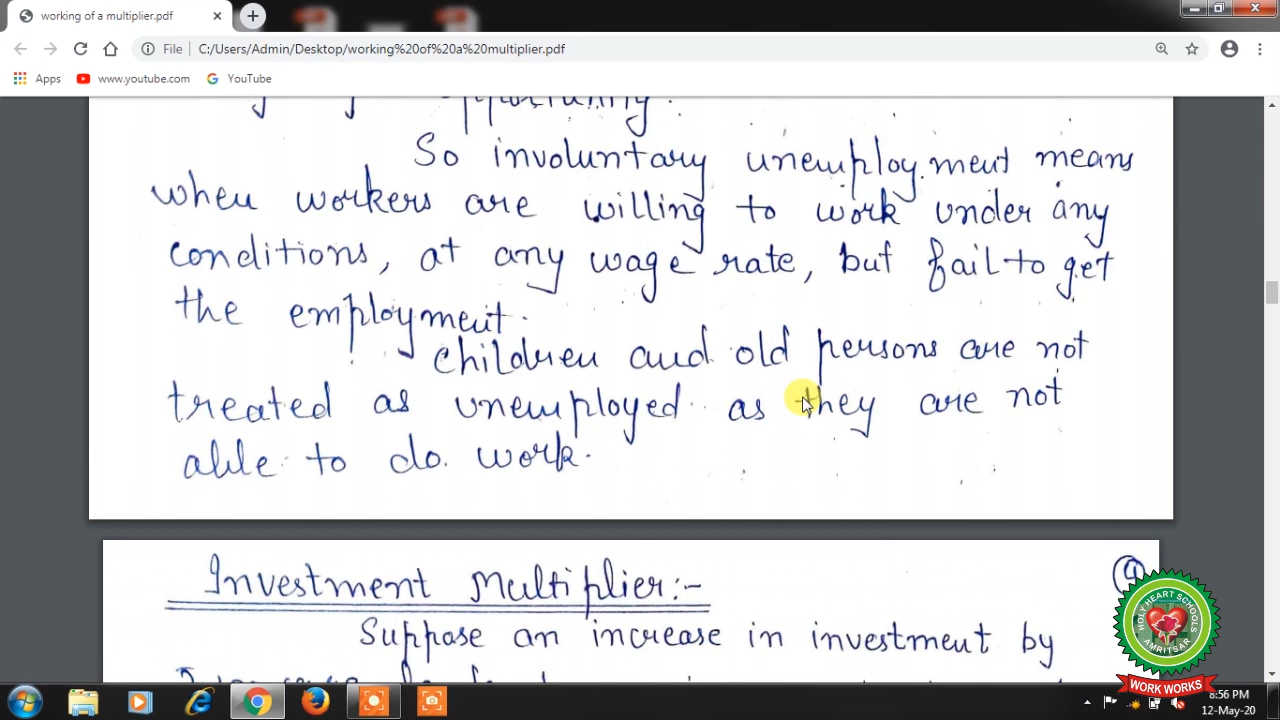 working of a multiplier.pdf
File | C:/Users/Admin/Desktop/working%20of%20a%20multiplier.pdf
Apps www.youtube.com YouTube
So involuntary unemployment means
when workers are willing to work under any
conditions, at any wage rate, but fail to get
the employment.
Children and old persons are not
treated as unemployed as they are not
able to do work.
Investment Multiplier:-
Suppose an increase in investment by
HOLY HEART SCHOOLS
AMRITSAR
WORK WORKS
8:56 PM
12-May-20